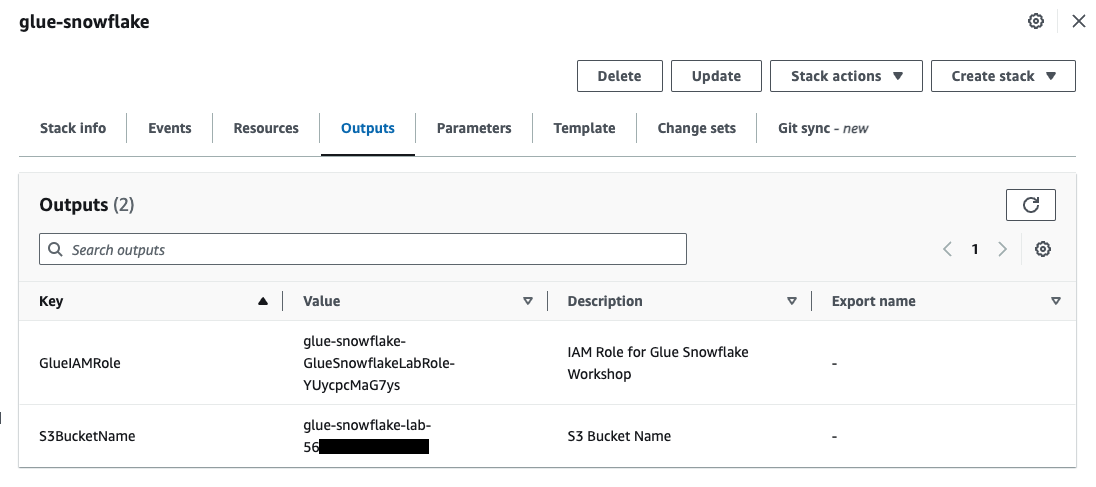 glue-snowflake
Delete Update Stack actions Create stack
Stack info Events Resources Outputs Parameters Template Change sets Git sync - new
Outputs (2)
Search outputs
1
Key Value Description Export name
GlueIAMRole
glue-snowflake-
GlueSnowflakeLabRole-
YUycpcMaG7ys
IAM Role for Glue Snowflake
Workshop
-
S3BucketName
glue-snowflake-lab-
56
S3 Bucket Name
-